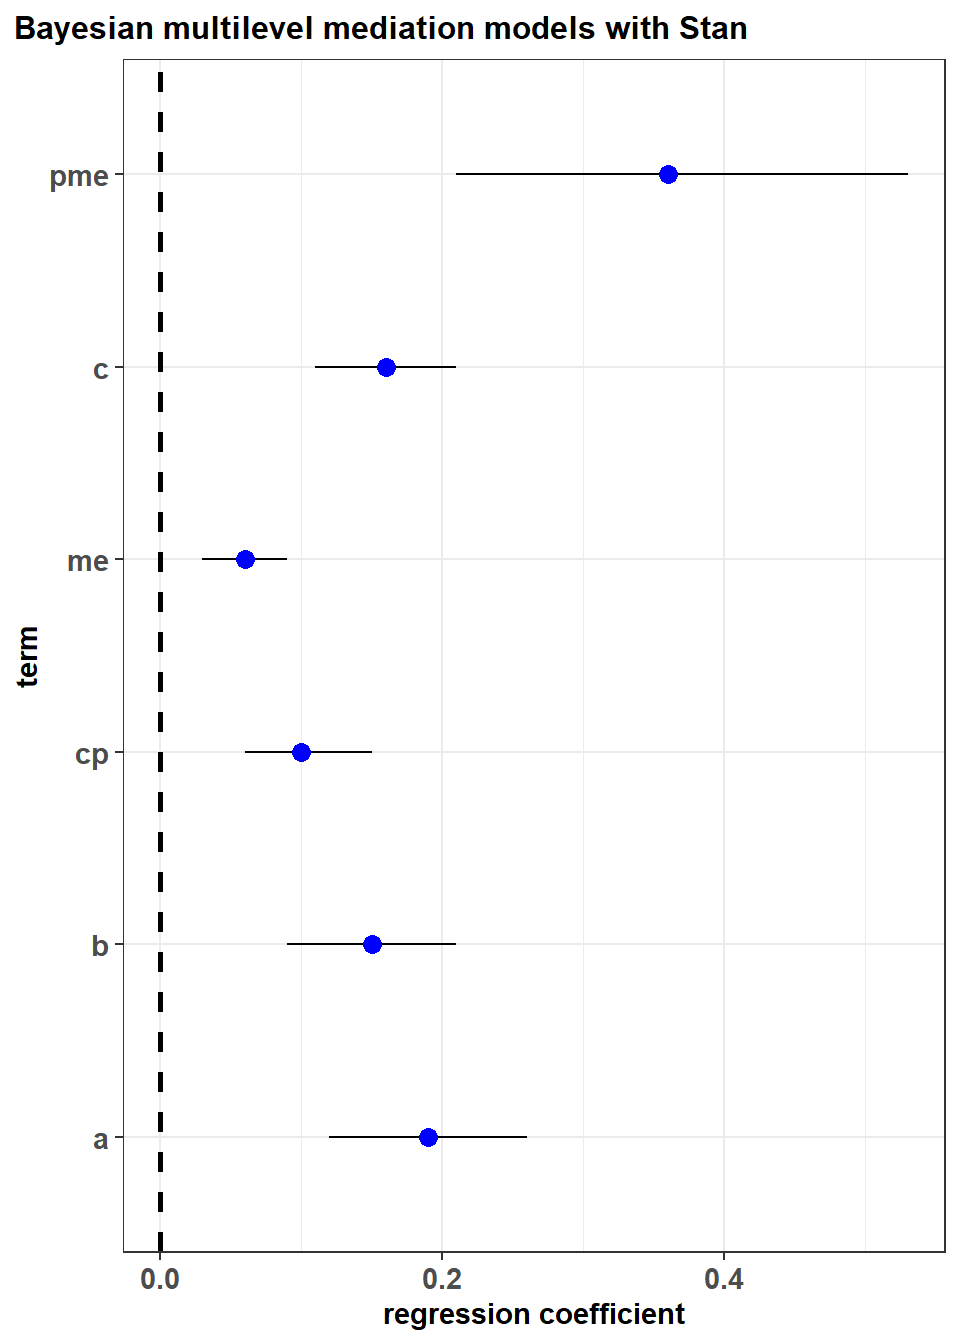 Bayesian multilevel mediation models with Stan
pme
c
me
cp
b
a
term
0.0 0.2 0.4
regression coefficient